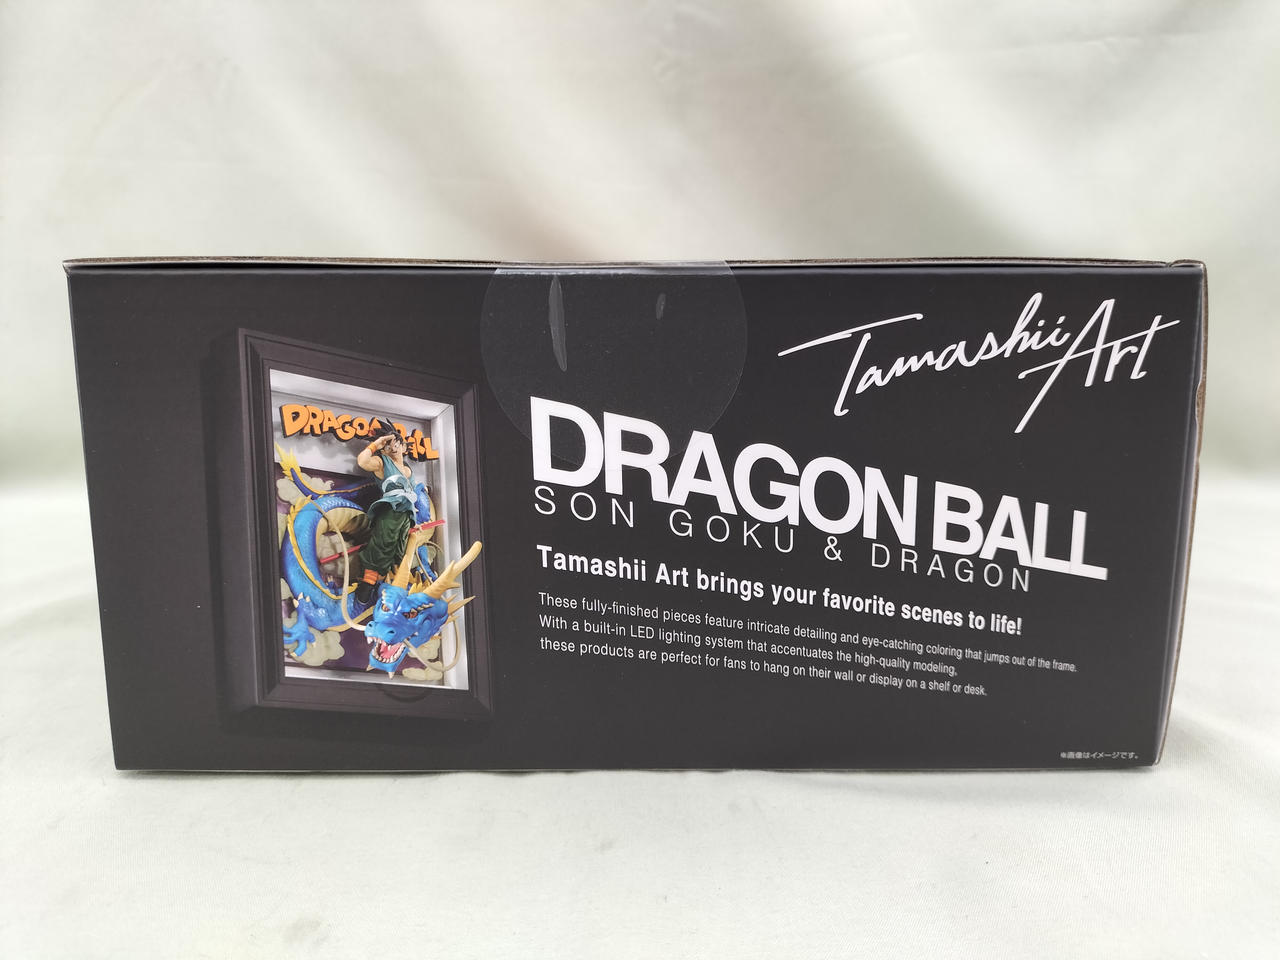 Tamashii Art
DRAGON BALL
DRAGON BALL
SON GOKU & DRAGON
Tamashii Art brings your favorite scenes to life!
These fully-finished pieces feature intricate detailing and eye-catching coloring that jumps out of the frame.
With a built-in LED lighting system that accentuates the high-quality modeling,
these products are perfect for fans to hang on their wall or display on a shelf or desk.
※画像はイメージです。